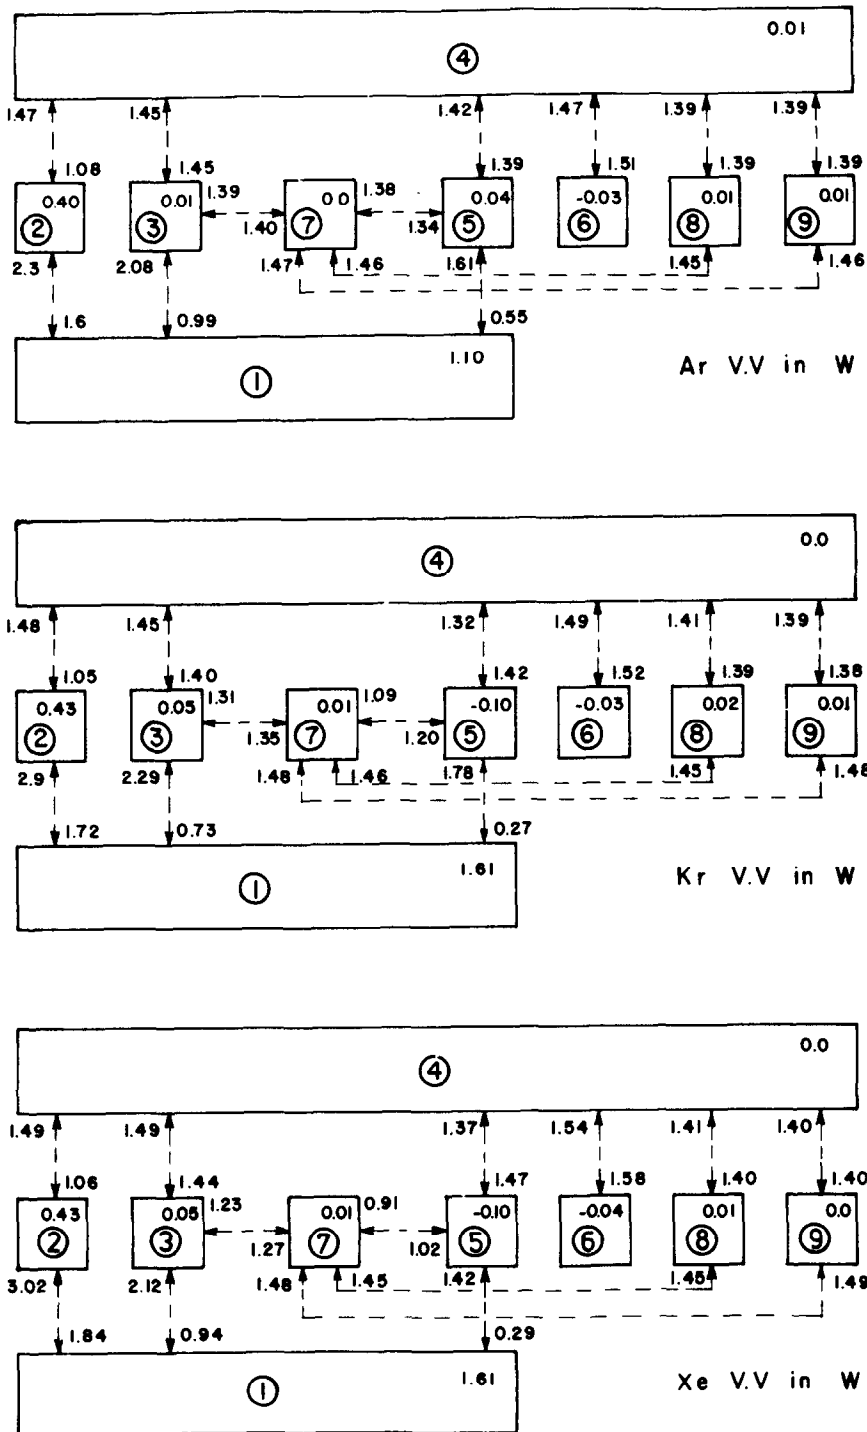 0.01
④
1.47 1.45 1.42 1.47 1.39 1.39
1.08 1.45 1.39 1.51 1.39 1.39
0.40 0.01 1.39 0.0 1.38 0.04 -0.03 0.01 0.01
② ③ 1.40 ⑦ 1.34 ⑤ ⑥ ⑧ ⑨
2.3 2.08 1.47 1.46 1.61 1.45 1.46
1.6 0.99 0.55
1.10
①
Ar V.V in W
0.0
④
1.48 1.45 1.32 1.49 1.41 1.39
1.05 1.40 1.42 1.52 1.39 1.38
0.43 0.05 1.31 0.01 1.09 -0.10 -0.03 0.02 0.01
② ③ 1.35 ⑦ 1.20 ⑤ ⑥ ⑧ ⑨
2.9 2.29 1.48 1.46 1.78 1.45 1.48
1.72 0.73 0.27
1.61
①
Kr V.V in W
0.0
④
1.49 1.49 1.37 1.54 1.41 1.40
1.06 1.44 1.47 1.58 1.40 1.40
0.43 0.05 1.23 0.01 0.91 -0.10 -0.04 0.01 0.0
② ③ 1.27 ⑦ 1.02 ⑤ ⑥ ⑧ ⑨
3.02 2.12 1.48 1.45 1.42 1.45 1.49
1.84 0.94 0.29
1.61
①
Xe V.V in W